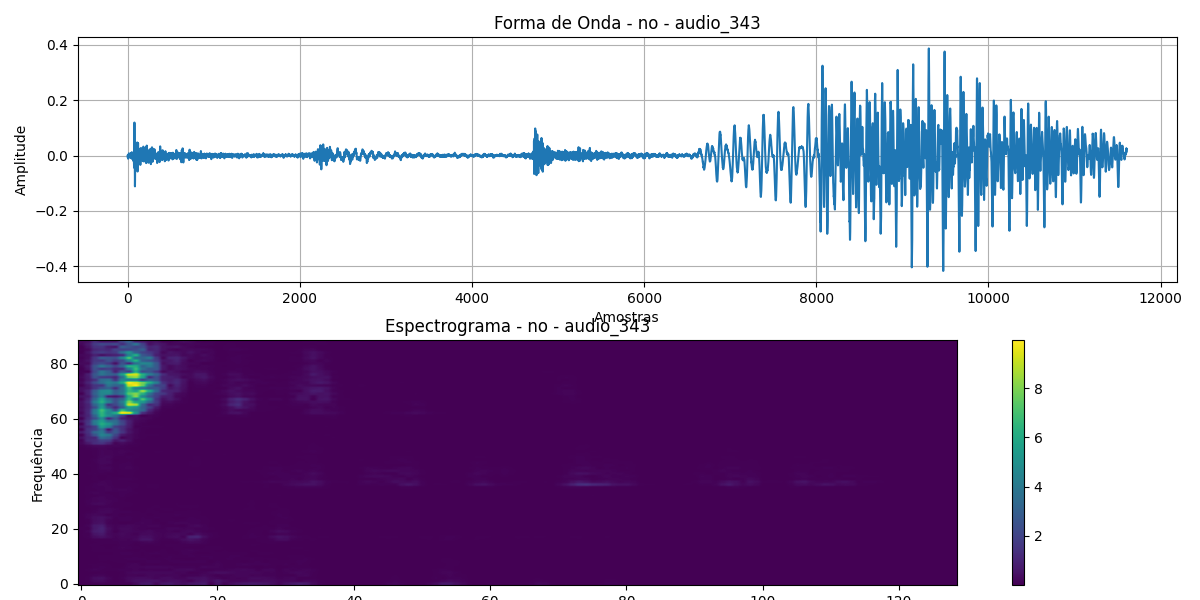 Forma de Onda - no - audio_343
Amplitude
0.4
0.2
0.0
−0.2
−0.4
0 2000 4000 6000 8000 10000 12000
Amostras
Espectrograma - no - audio_343
Frequência
80
60
40
20
0
0 20 40 60 80 100 120
8
6
4
2